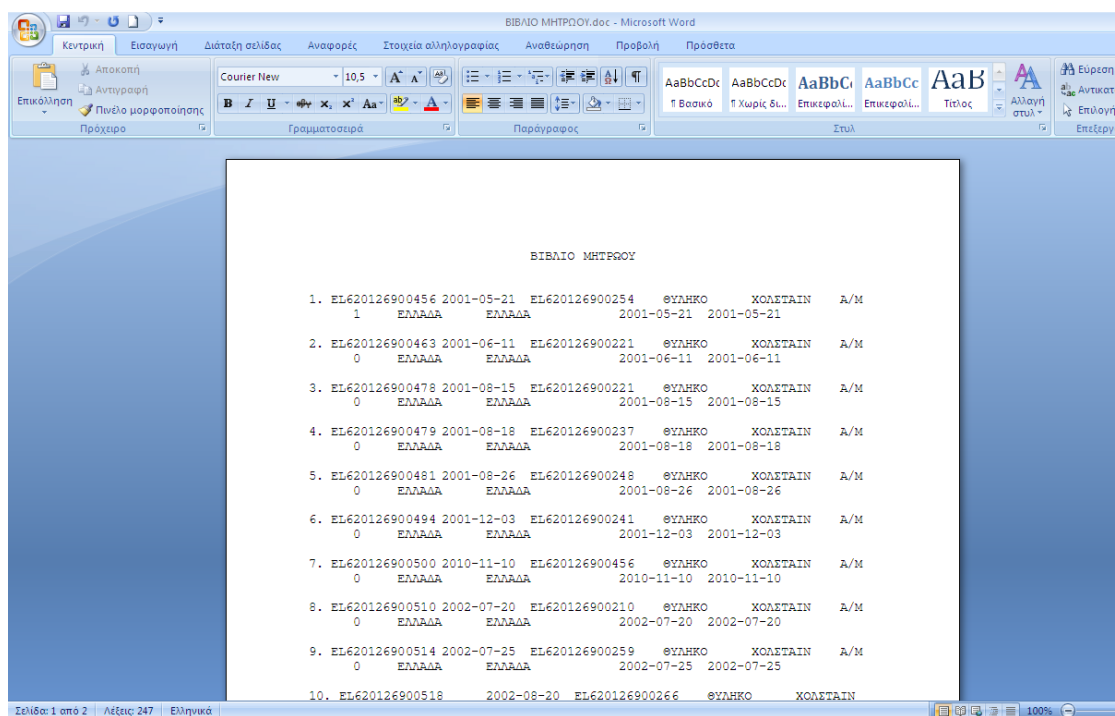 ΒΙΒΛΙΟ ΜΗΤΡΩΟΥ.doc - Microsoft Word
Κεντρική Εισαγωγή Διάταξη σελίδας Αναφορές Στοιχεία αλληλογραφίας Αναθεώρηση Προβολή Πρόσθετα
Επικόλληση
Αποκοπή
Αντιγραφή
Πινέλο μορφοποίησης
Πρόχειρο
Courier New 10,5
Γραμματοσειρά
Παράγραφος
AaBbCcDc AaBbCcDc AaBbC AaBbCc AaB
¶ Βασικό ¶ Χωρίς δι... Επικεφαλί... Επικεφαλί... Τίτλος
Αλλαγή στυλ
Στυλ
Εύρεση
Αντικατ
Επιλογή
Επεξεργ
ΒΙΒΛΙΟ ΜΗΤΡΩΟΥ
1. EL620126900456 2001-05-21 EL620126900254 ΘΥΛΗΚΟ ΧΟΛΣΤΑΙΝ Α/Μ
1 ΕΛΛΑΔΑ ΕΛΛΑΔΑ 2001-05-21 2001-05-21
2. EL620126900463 2001-06-11 EL620126900221 ΘΥΛΗΚΟ ΧΟΛΣΤΑΙΝ Α/Μ
0 ΕΛΛΑΔΑ ΕΛΛΑΔΑ 2001-06-11 2001-06-11
3. EL620126900478 2001-08-15 EL620126900221 ΘΥΛΗΚΟ ΧΟΛΣΤΑΙΝ Α/Μ
0 ΕΛΛΑΔΑ ΕΛΛΑΔΑ 2001-08-15 2001-08-15
4. EL620126900479 2001-08-18 EL620126900237 ΘΥΛΗΚΟ ΧΟΛΣΤΑΙΝ Α/Μ
0 ΕΛΛΑΔΑ ΕΛΛΑΔΑ 2001-08-18 2001-08-18
5. EL620126900481 2001-08-26 EL620126900248 ΘΥΛΗΚΟ ΧΟΛΣΤΑΙΝ Α/Μ
0 ΕΛΛΑΔΑ ΕΛΛΑΔΑ 2001-08-26 2001-08-26
6. EL620126900494 2001-12-03 EL620126900241 ΘΥΛΗΚΟ ΧΟΛΣΤΑΙΝ Α/Μ
0 ΕΛΛΑΔΑ ΕΛΛΑΔΑ 2001-12-03 2001-12-03
7. EL620126900500 2010-11-10 EL620126900456 ΘΥΛΗΚΟ ΧΟΛΣΤΑΙΝ Α/Μ
0 ΕΛΛΑΔΑ ΕΛΛΑΔΑ 2010-11-10 2010-11-10
8. EL620126900510 2002-07-20 EL620126900210 ΘΥΛΗΚΟ ΧΟΛΣΤΑΙΝ Α/Μ
0 ΕΛΛΑΔΑ ΕΛΛΑΔΑ 2002-07-20 2002-07-20
9. EL620126900514 2002-07-25 EL620126900259 ΘΥΛΗΚΟ ΧΟΛΣΤΑΙΝ Α/Μ
0 ΕΛΛΑΔΑ ΕΛΛΑΔΑ 2002-07-25 2002-07-25
10. EL620126900518 2002-08-20 EL620126900266 ΘΥΛΗΚΟ ΧΟΛΣΤΑΙΝ
Σελίδα: 1 από 2 Λέξεις: 247 Ελληνικά 100%